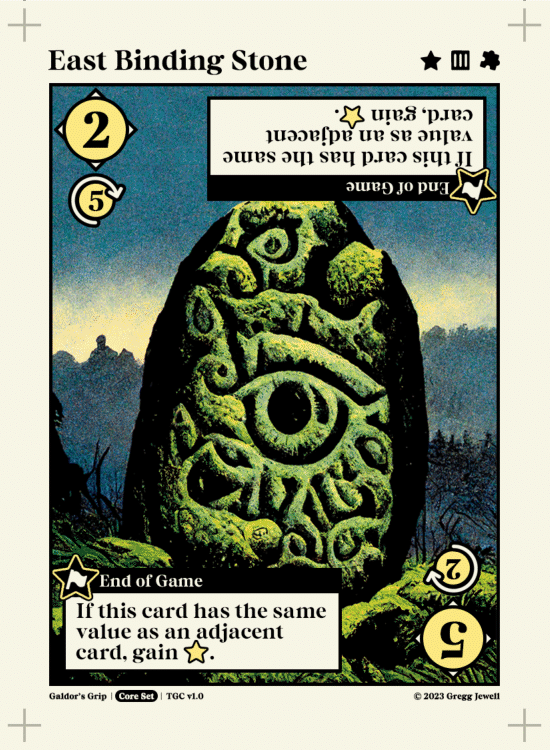 East Binding Stone
2
5
If this card has the same
value as an adjacent
card, gain .
End of Game
End of Game
If this card has the same
value as an adjacent
card, gain .
2
5
Galdor's Grip | Core Set | TGC v1.0
© 2023 Gregg Jewell